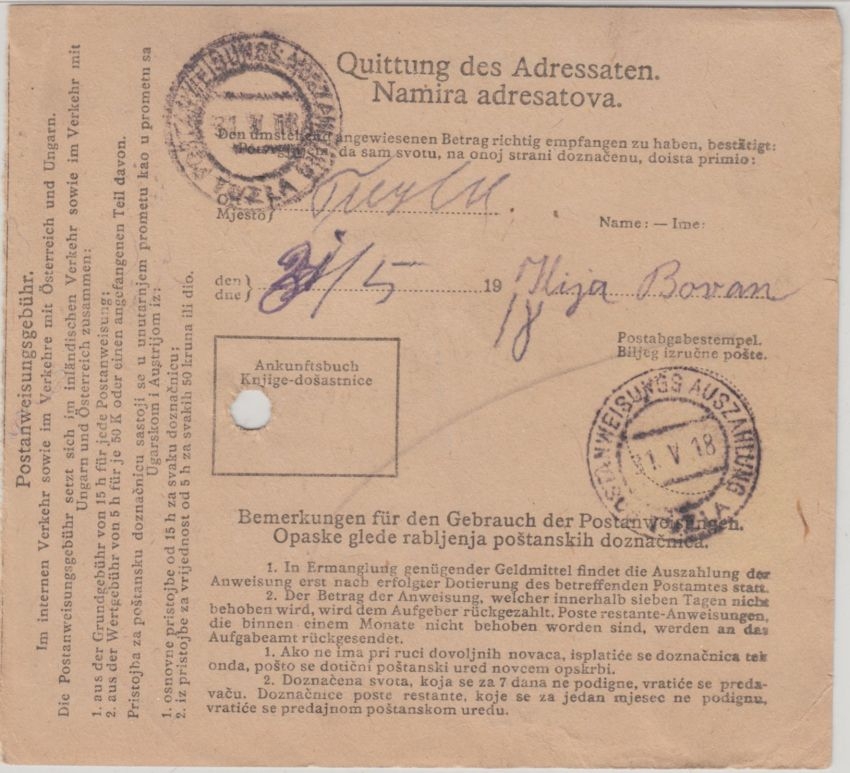 Quittung des Adressaten.
Namira adresatova.
POSTANWEISUNGS AUSZAHLUNG
31 V 18
Den umstehend angewiesenen Betrag richtig empfangen zu haben, bestätigt:
da sam svotu, na onoj strani doznačenu, doista primio:
Mjesto
Name: — Ime:
den
dne
31/5
19
18
Ilija Bovan
Postabgabestempel.
Biljeg izručne pošte.
Ankunftsbuch
Knjige-došastnice
POSTANWEISUNGS AUSZAHLUNG
31 V 18
Bemerkungen für den Gebrauch der Postanweisungen.
Opaske glede rabljenja poštanskih doznačnica.
1. In Ermanglung genügender Geldmittel findet die Auszahlung der
Anweisung erst nach erfolgter Dotierung des betreffenden Postamtes statt.
2. Der Betrag der Anweisung, welcher innerhalb sieben Tagen nicht
behoben wird, wird dem Aufgeber rückgezahlt. Poste restante-Anweisungen,
die binnen einem Monate nicht behoben worden sind, werden an das
Aufgabeamt rückgesendet.
1. Ako ne ima pri ruci dovoljnih novaca, isplatiće se doznačnica tek
onda, pošto se dotični poštanski ured novcem opskrbi.
2. Doznačena svota, koja se za 7 dana ne podigne, vratiće se preda-
vaču. Doznačnice poste restante, koje se za jedan mjesec ne podignu,
vratiće se predajnom poštanskom uredu.
Postanweisungsgebühr.
Im internen Verkehr sowie im Verkehre mit Österreich und Ungarn.
Die Postanweisungsgebühr setzt sich im inländischen Verkehr sowie im Verkehr mit
Ungarn und Österreich zusammen:
1. aus der Grundgebühr von 15 h für jede Postanweisung;
2. aus der Wertgebühr von 5 h für je 50 K oder einen angefangenen Teil davon.
Pristojba za poštansku doznačnicu sastoji se u unutarnjem prometu kao u prometu sa
Ugarskom i Austrijom iz:
1. osnovne pristojbe od 15 h za svaku doznačnicu;
2. iz pristojbe za vrijednost od 5 h za svakih 50 kruna ili dio.